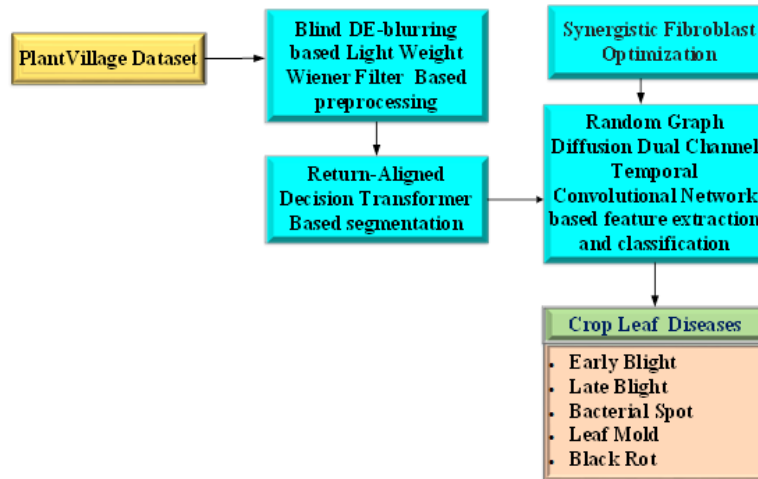 PlantVillage Dataset
Blind DE-blurring
based Light Weight
Wiener Filter Based
preprocessing
Return-Aligned
Decision Transformer
Based segmentation
Synergistic Fibroblast
Optimization
Random Graph
Diffusion Dual Channel
Temporal
Convolutional Network
based feature extraction
and classification
Crop Leaf Diseases
• Early Blight
• Late Blight
• Bacterial Spot
• Leaf Mold
• Black Rot